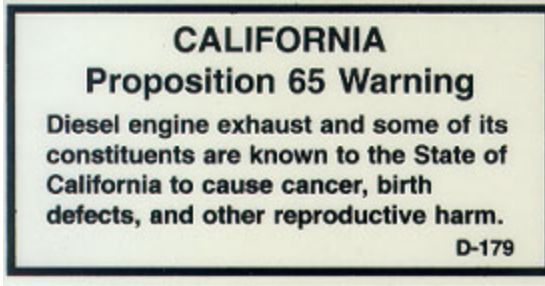 CALIFORNIA
Proposition 65 Warning
Diesel engine exhaust and some of its
constituents are known to the State of
California to cause cancer, birth
defects, and other reproductive harm.
D-179